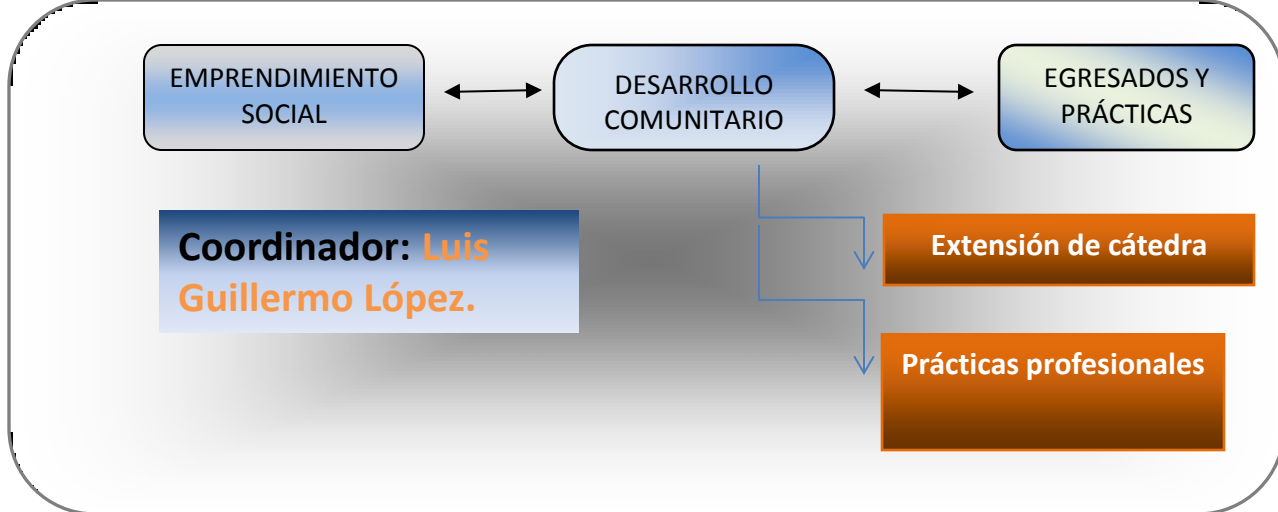 EMPRENDIMIENTO
SOCIAL
DESARROLLO
COMUNITARIO
EGRESADOS Y
PRÁCTICAS
Coordinador: Luis
Guillermo López.
Extensión de cátedra
Prácticas profesionales